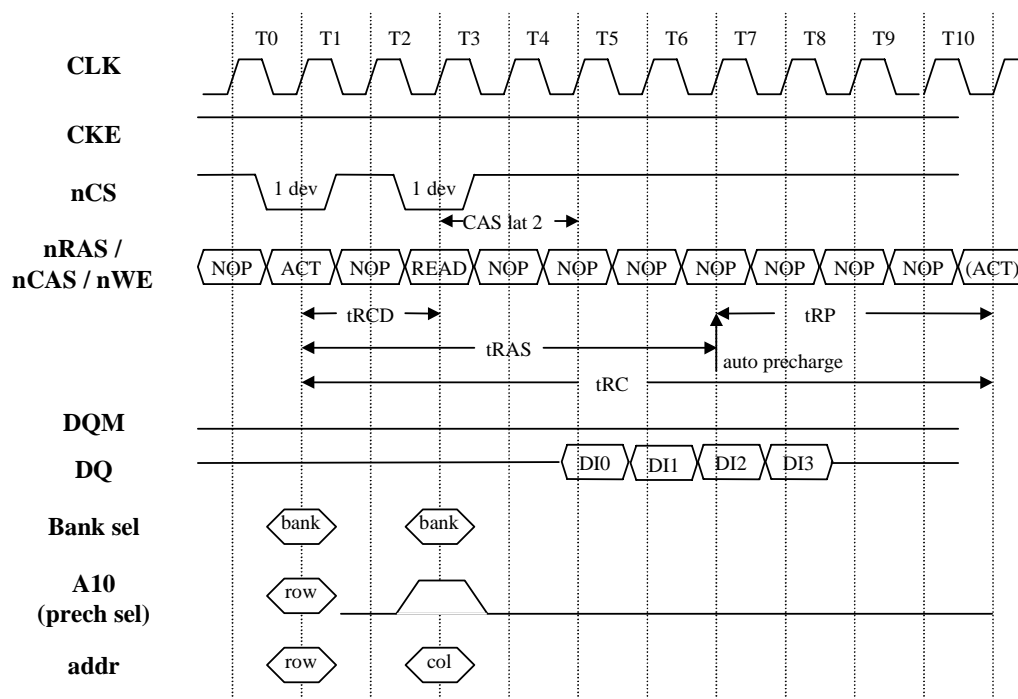 T0 T1 T2 T3 T4 T5 T6 T7 T8 T9 T10
CLK
CKE
nCS 1 dev 1 dev
CAS lat 2
nRAS /
nCAS / nWE
NOP ACT NOP READ NOP NOP NOP NOP NOP NOP NOP (ACT)
tRCD tRP
tRAS
auto precharge
tRC
DQM
DQ DI0 DI1 DI2 DI3
Bank sel bank bank
A10
(prech sel)
row
addr row col